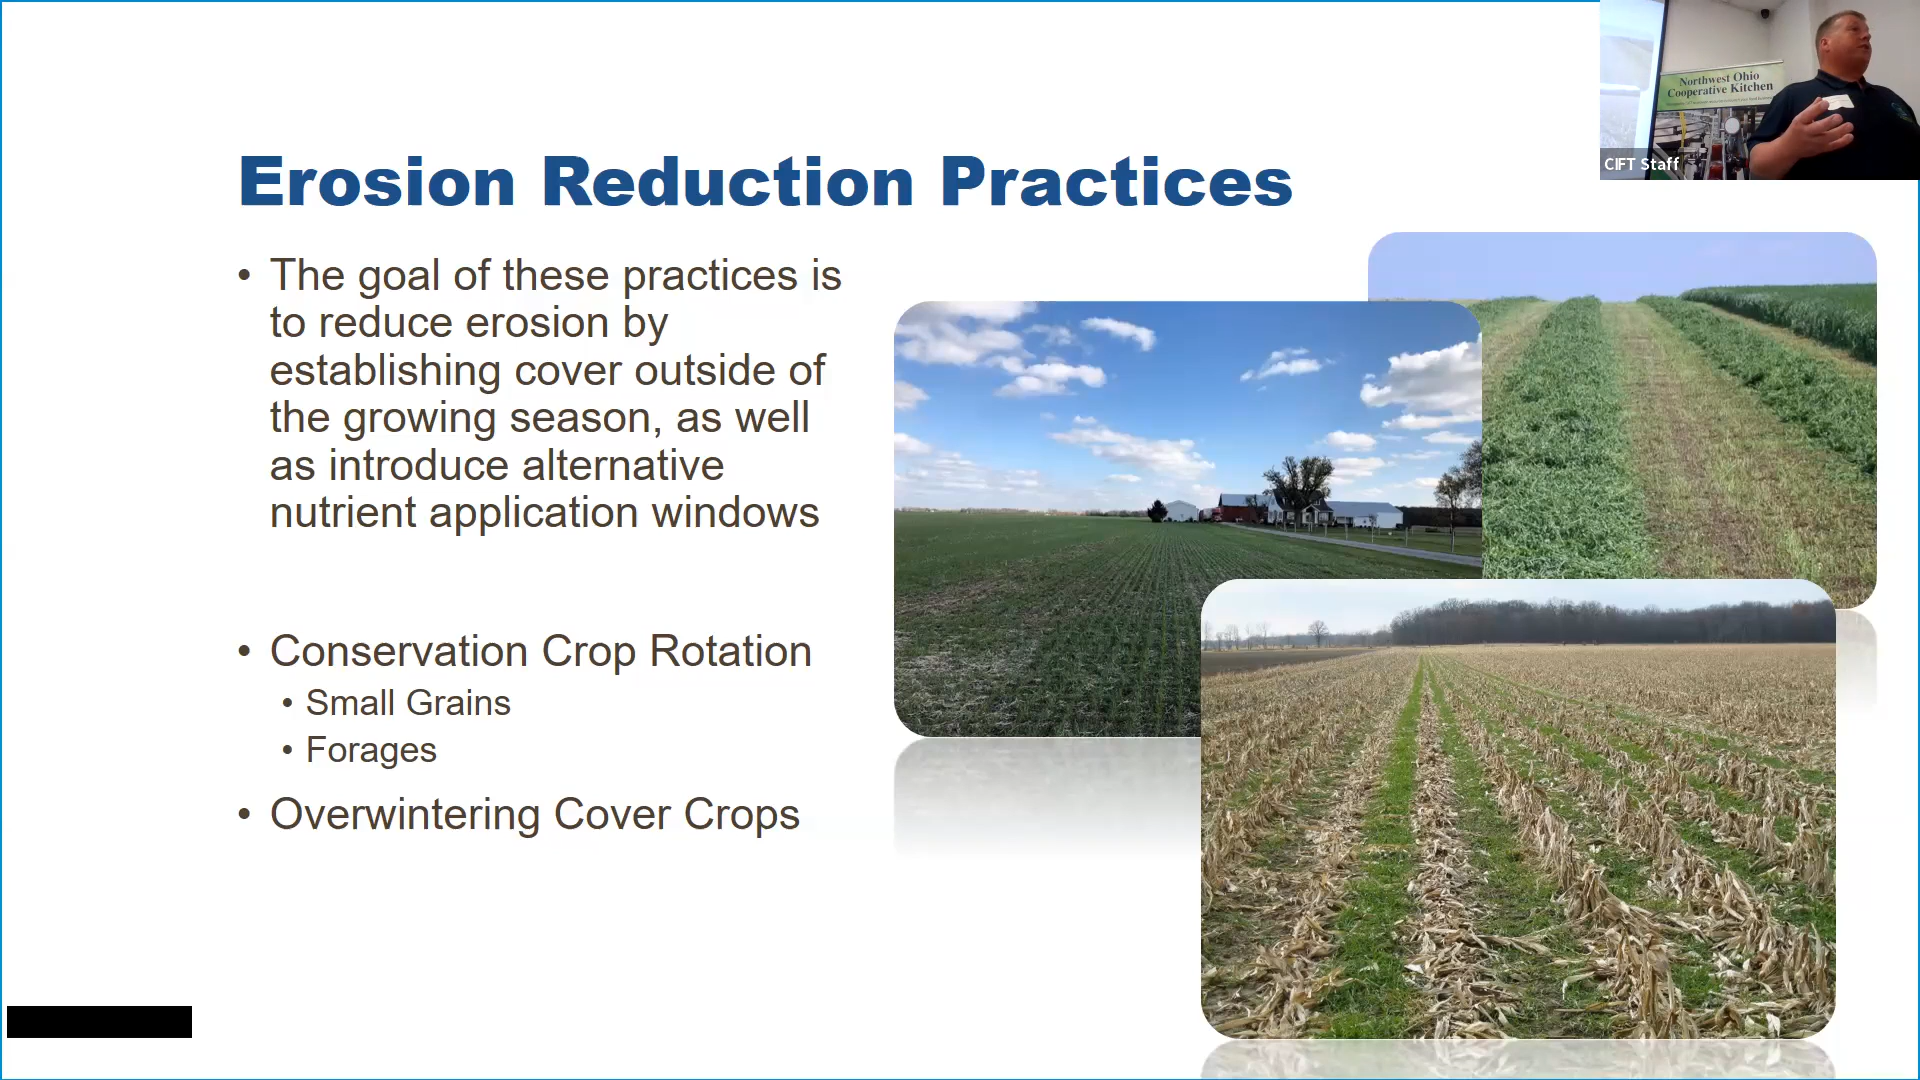 Northwest Ohio
Cooperative Kitchen
CIFT Staff
Erosion Reduction Practices
• The goal of these practices is
to reduce erosion by
establishing cover outside of
the growing season, as well
as introduce alternative
nutrient application windows
• Conservation Crop Rotation
• Small Grains
• Forages
• Overwintering Cover Crops